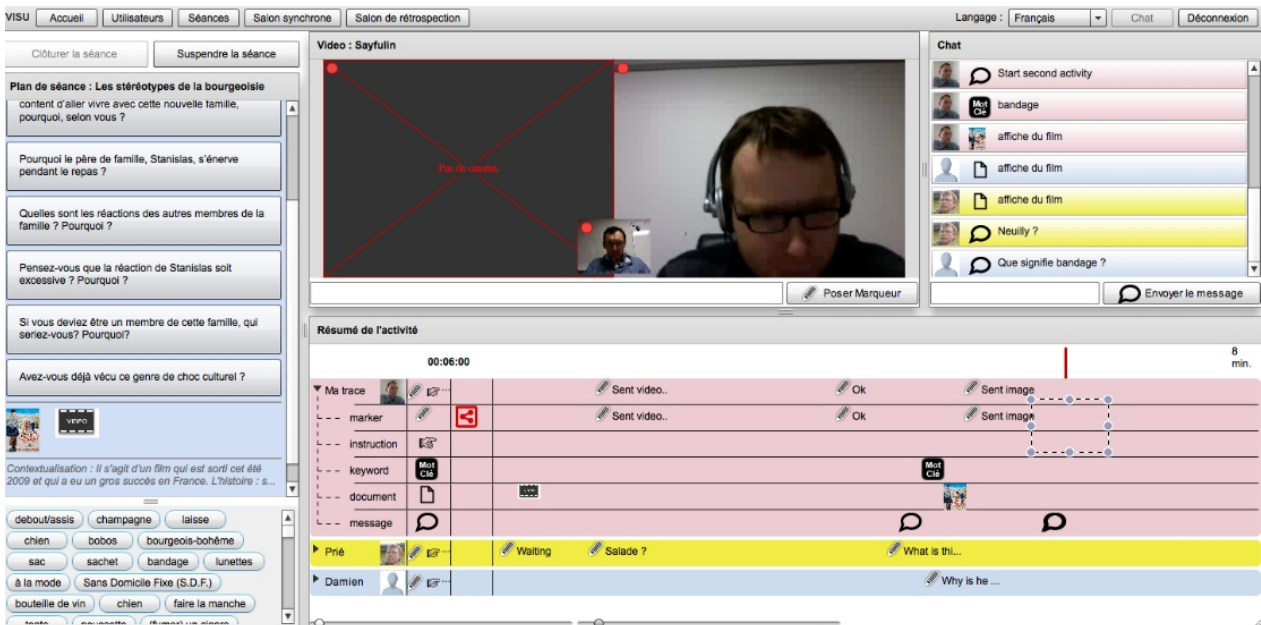 VISU Accueil Utilisateurs Séances Salon synchrone Salon de rétrospection Langage : Français Chat Déconnexion
Clôturer la séance Suspendre la séance
Plan de séance : Les stéréotypes de la bourgeoisie
content d'aller vivre avec cette nouvelle famille,
pourquoi, selon vous ?
Pourquoi le père de famille, Stanislas, s'énerve
pendant le repas ?
Quelles sont les réactions des autres membres de la
famille ? Pourquoi ?
Pensez-vous que la réaction de Stanislas soit
excessive ? Pourquoi ?
Si vous deviez être un membre de cette famille, qui
seriez-vous? Pourquoi?
Avez-vous déjà vécu ce genre de choc culturel ?
VIDEO
Contextualisation : Il s'agit d'un film qui est sorti cet été
2009 et qui a eu un gros succès en France. L'histoire : s...
debout/assis champagne laisse
chien bobos bourgeois-bohême
sac sachet bandage lunettes
à la mode Sans Domicile Fixe (S.D.F.)
bouteille de vin chien faire la manche
tente poussette (fumer) un cigare
Video : Sayfulin
Pas de caméra
Poser Marqueur
Chat
Start second activity
Mot Clé bandage
affiche du film
affiche du film
affiche du film
Neuilly ?
Que signifie bandage ?
Envoyer le message
Résumé de l'activité
00:06:00
8
min.
Ma trace Sent video.. Ok Sent image
marker Sent video.. Ok Sent image
instruction
keyword Mot Clé Mot Clé
document
message
Prié Waiting Salade ? What is thi...
Damien Why is he ...